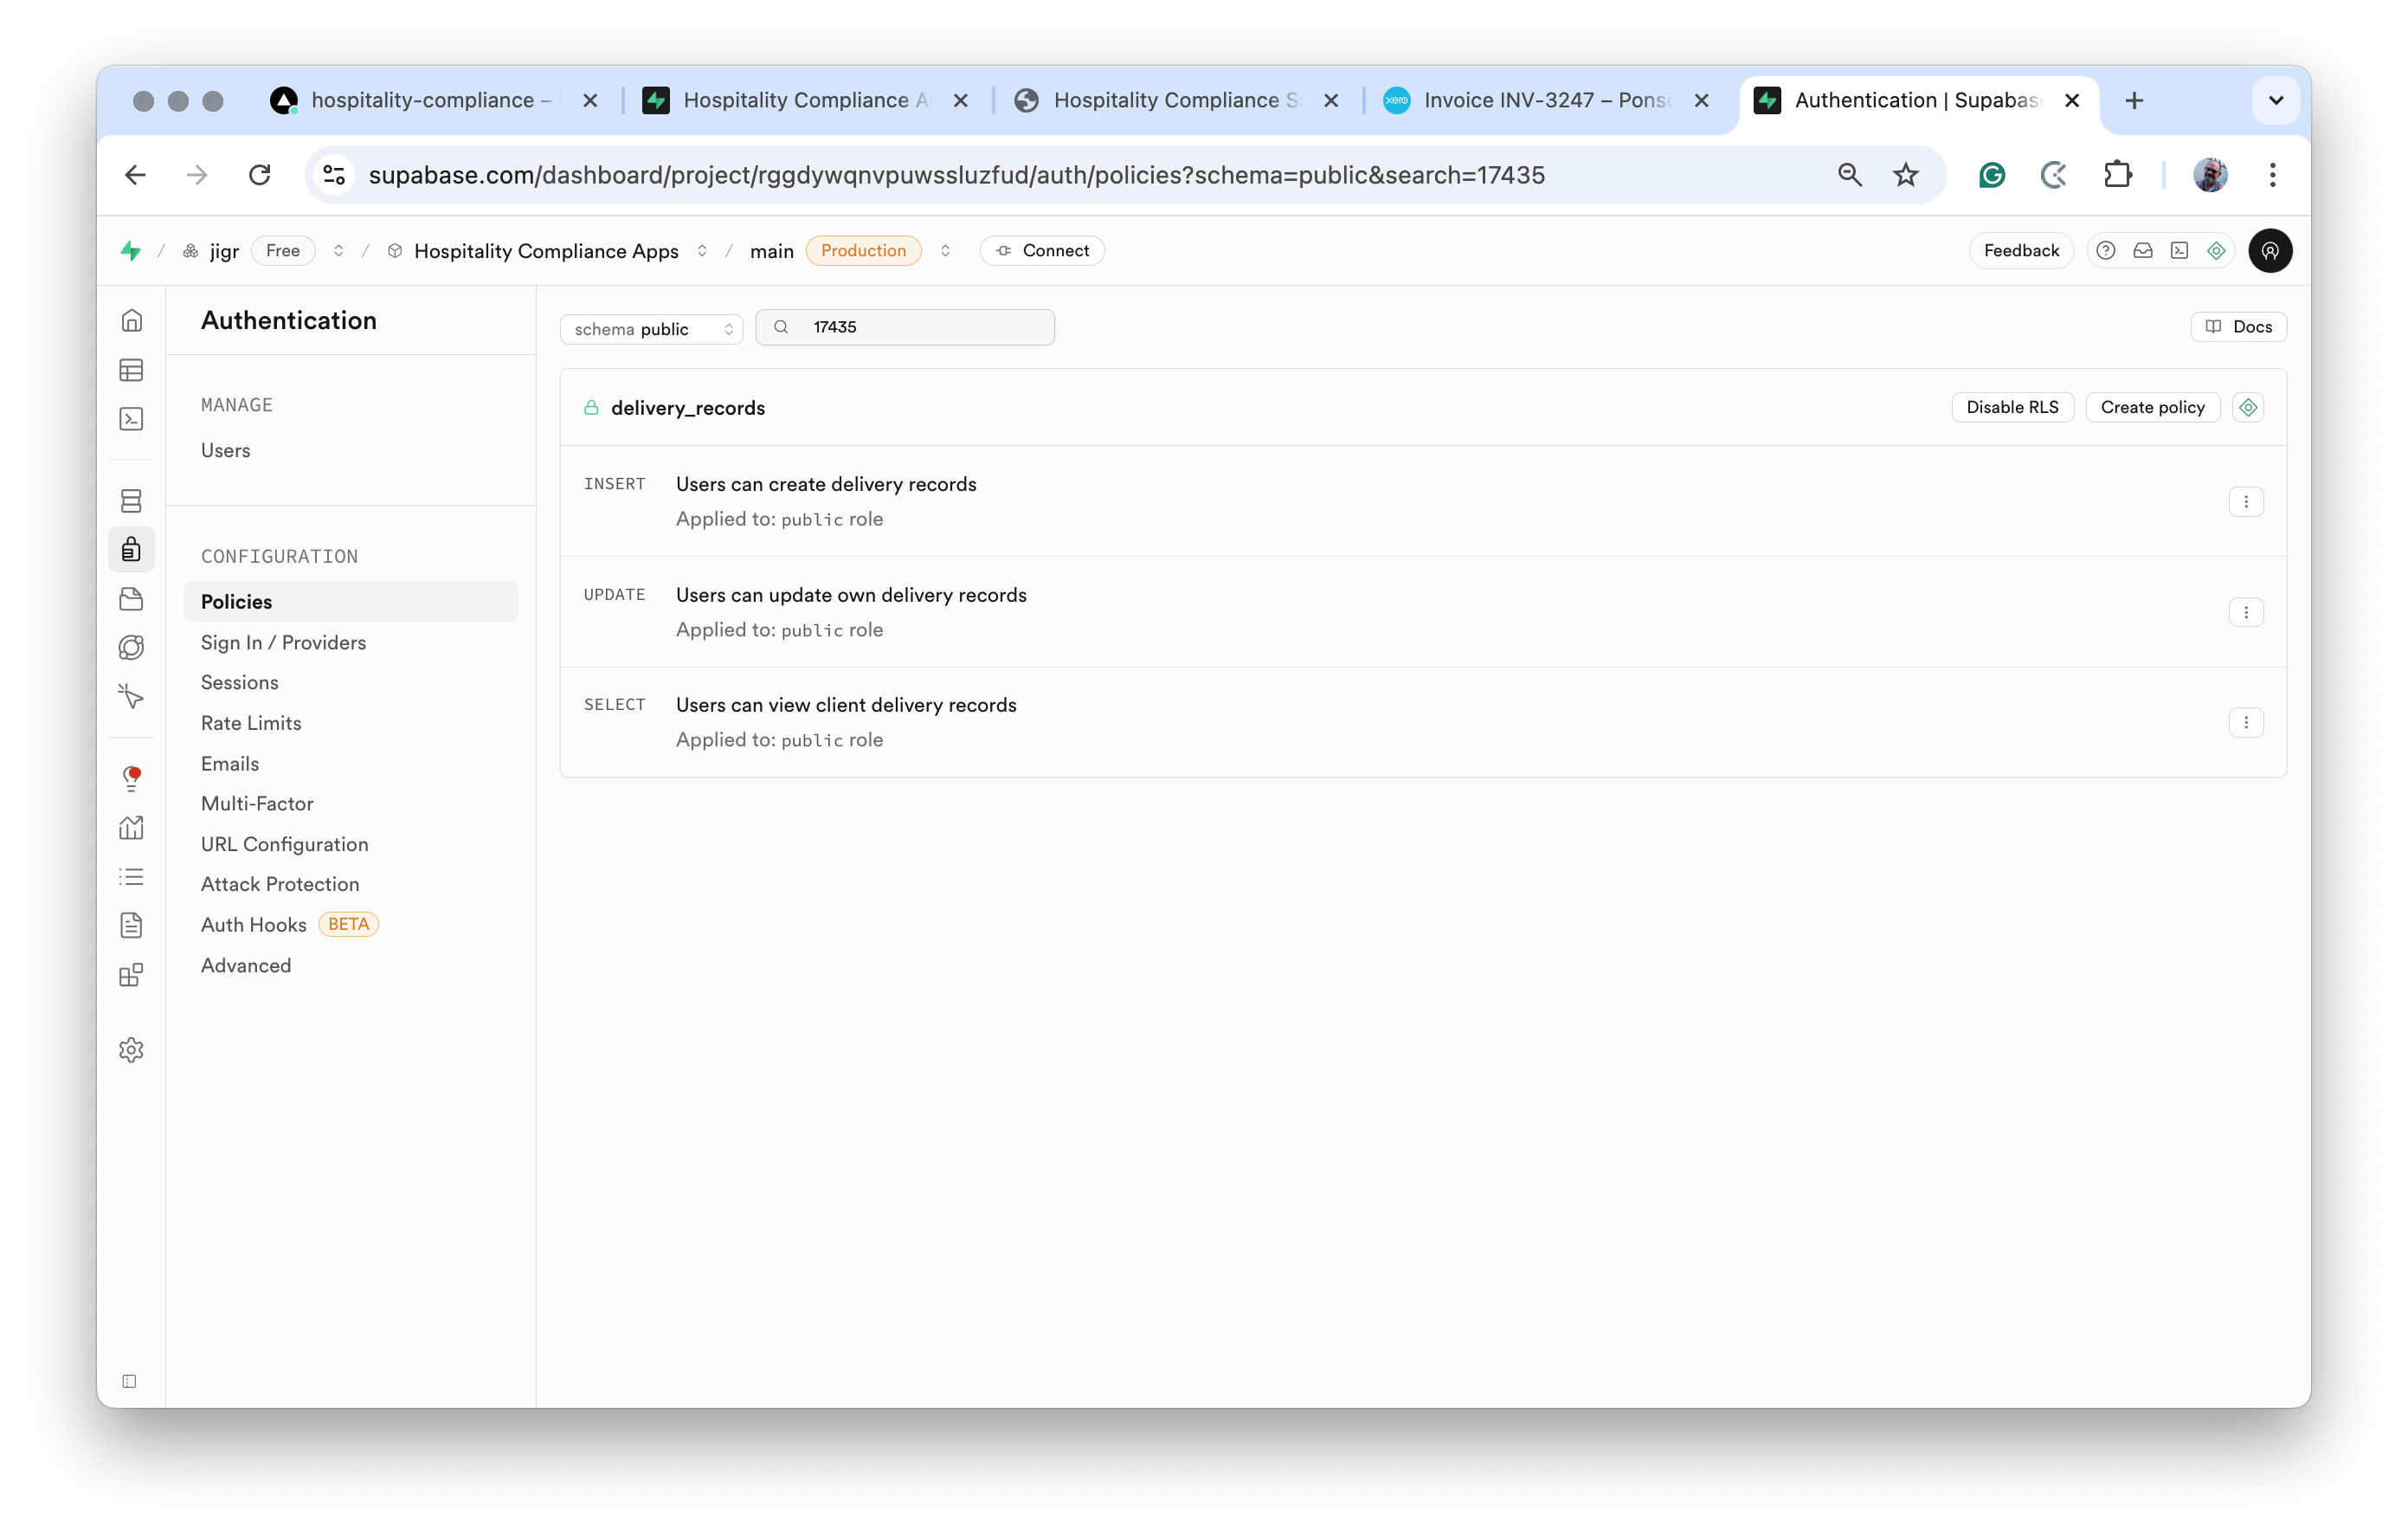 hospitality-compliance –
Hospitality Compliance A
Hospitality Compliance S
xero
Invoice INV-3247 – Pons
Authentication | Supabas
supabase.com/dashboard/project/rggdywqnvpuwssluzfud/auth/policies?schema=public&search=17435
/ jigr Free / Hospitality Compliance Apps / main Production Connect
Feedback
Authentication
MANAGE
Users
CONFIGURATION
Policies
Sign In / Providers
Sessions
Rate Limits
Emails
Multi-Factor
URL Configuration
Attack Protection
Auth Hooks BETA
Advanced
schema public
17435
Docs
delivery_records
Disable RLS
Create policy
INSERT Users can create delivery records
Applied to: public role
UPDATE Users can update own delivery records
Applied to: public role
SELECT Users can view client delivery records
Applied to: public role